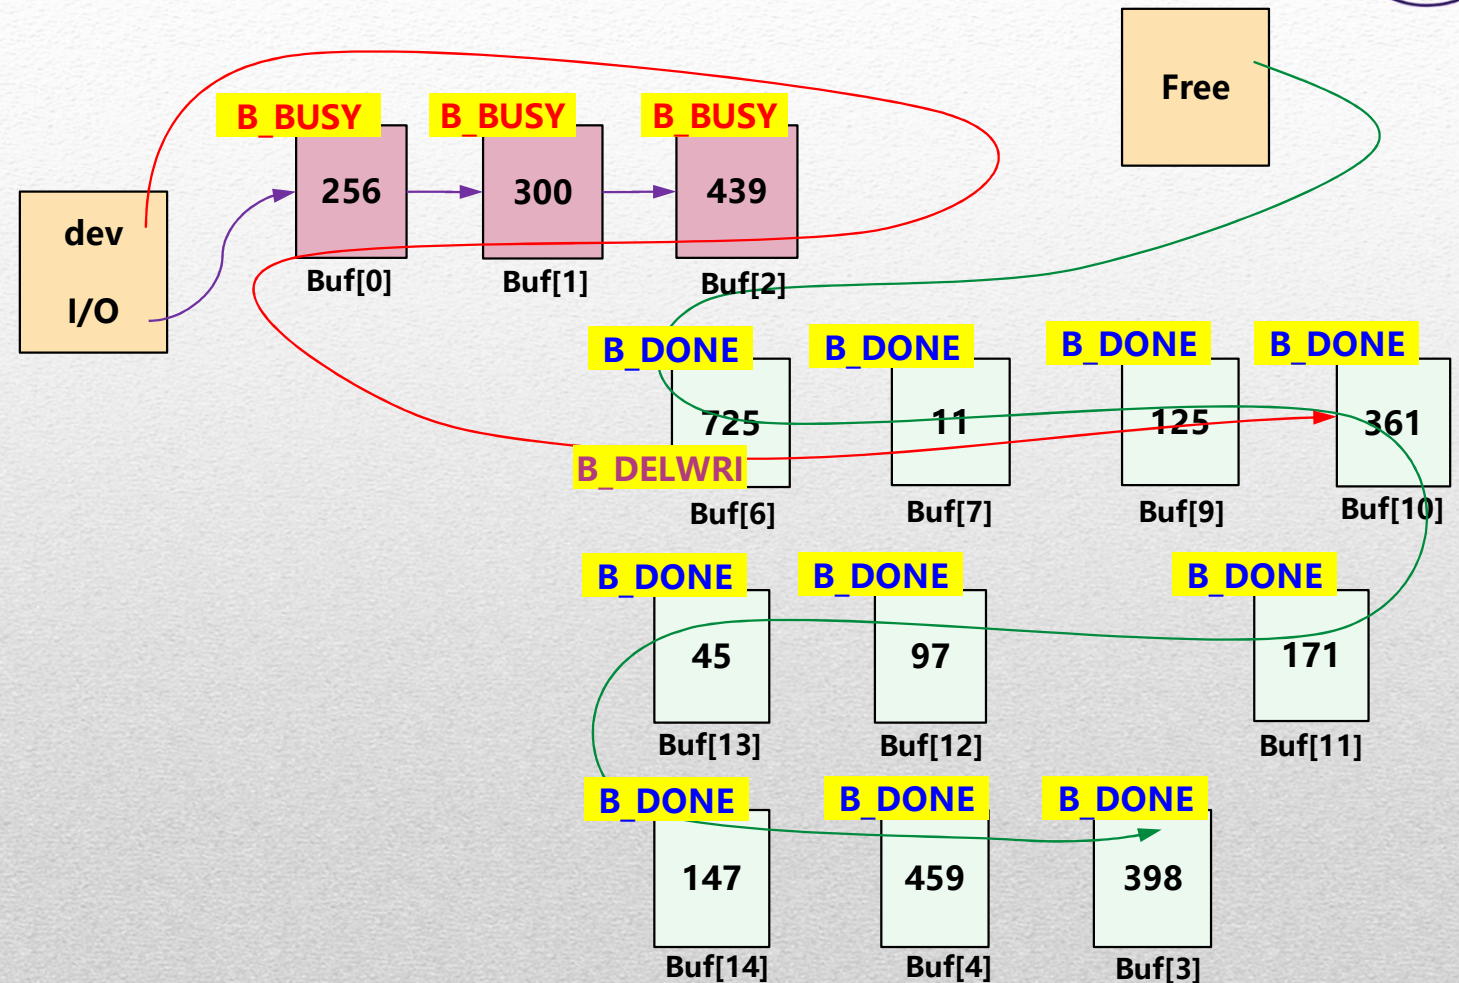 Free
B_BUSY B_BUSY B_BUSY
dev
I/O
256 300 439
Buf[0] Buf[1] Buf[2]
B_DONE B_DONE B_DONE B_DONE
725 11 125 361
B_DELWRI
Buf[6] Buf[7] Buf[9] Buf[10]
B_DONE B_DONE B_DONE
45 97 171
Buf[13] Buf[12] Buf[11]
B_DONE B_DONE B_DONE
147 459 398
Buf[14] Buf[4] Buf[3]